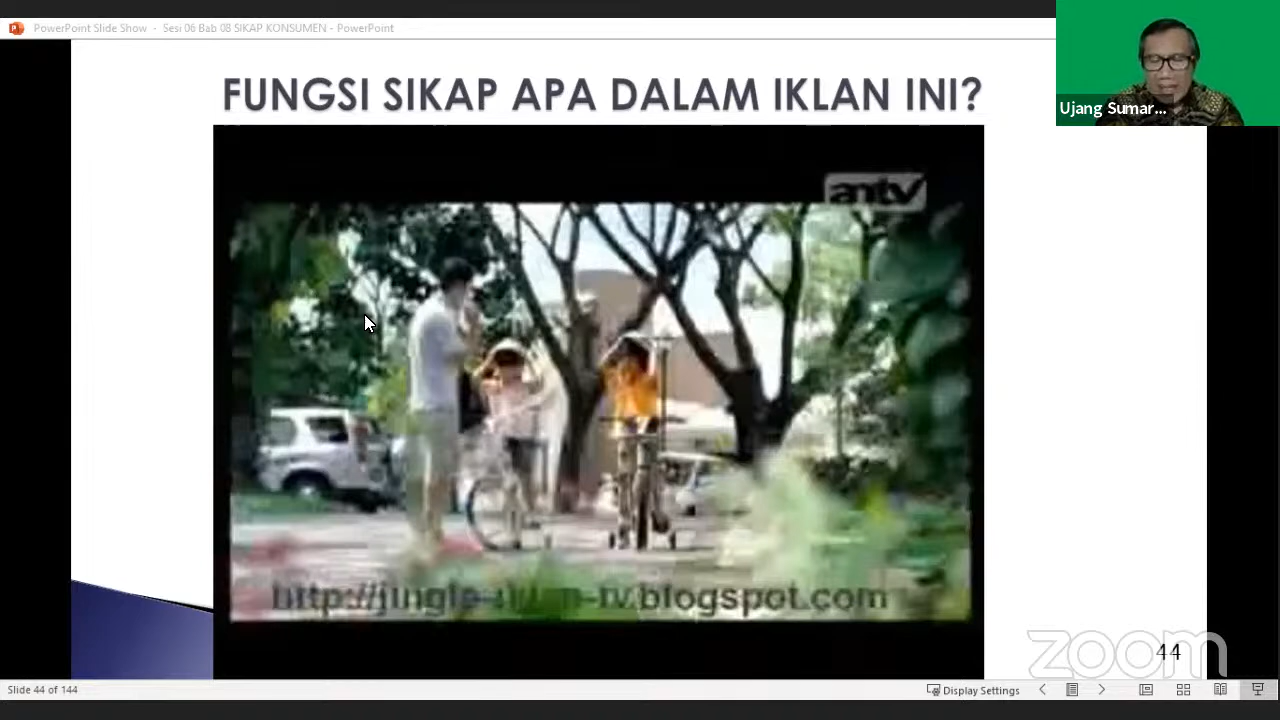 PowerPoint Slide Show - Sesi 06 Bab 08 SIKAP KONSUMEN - PowerPoint
Ujang Sumar...
FUNGSI SIKAP APA DALAM IKLAN INI?
antv
http://jingle-iklan-tv.blogspot.com
zoom
44
Slide 44 of 144
Display Settings